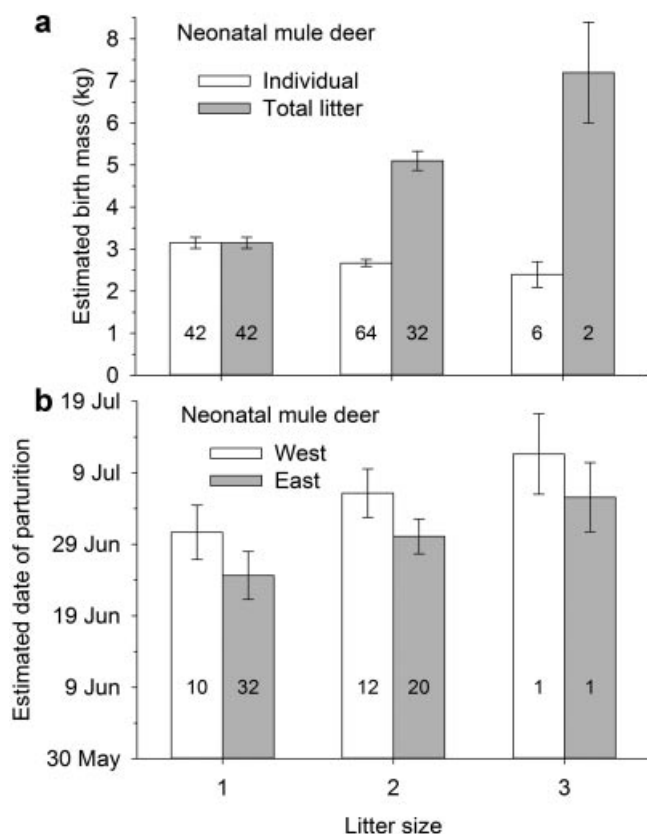 a
Neonatal mule deer
Individual
Total litter
Estimated birth mass (kg)
8
7
6
5
4
3
2
1
0
42 42 64 32 6 2
b
Neonatal mule deer
West
East
Estimated date of parturition
19 Jul
9 Jul
29 Jun
19 Jun
9 Jun
30 May
10 32 12 20 1 1
1 2 3
Litter size